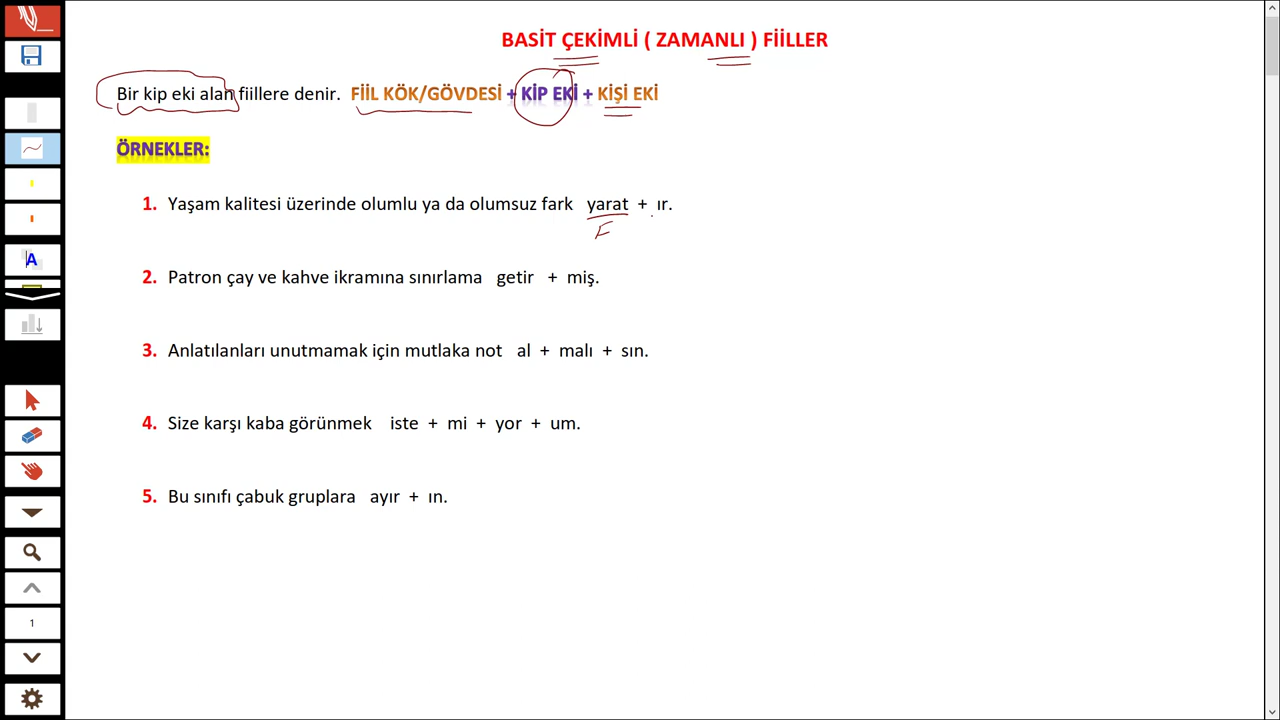 BASİT ÇEKİMLİ ( ZAMANLI ) FİİLLER
Bir kip eki alan fiillere denir. FİİL KÖK/GÖVDESİ + KİP EKİ + KİŞİ EKİ
ÖRNEKLER:
1. Yaşam kalitesi üzerinde olumlu ya da olumsuz fark yarat + ır.
F
2. Patron çay ve kahve ikramına sınırlama getir + miş.
3. Anlatılanları unutmamak için mutlaka not al + malı + sın.
4. Size karşı kaba görünmek iste + mi + yor + um.
5. Bu sınıfı çabuk gruplara ayır + ın.
A
1